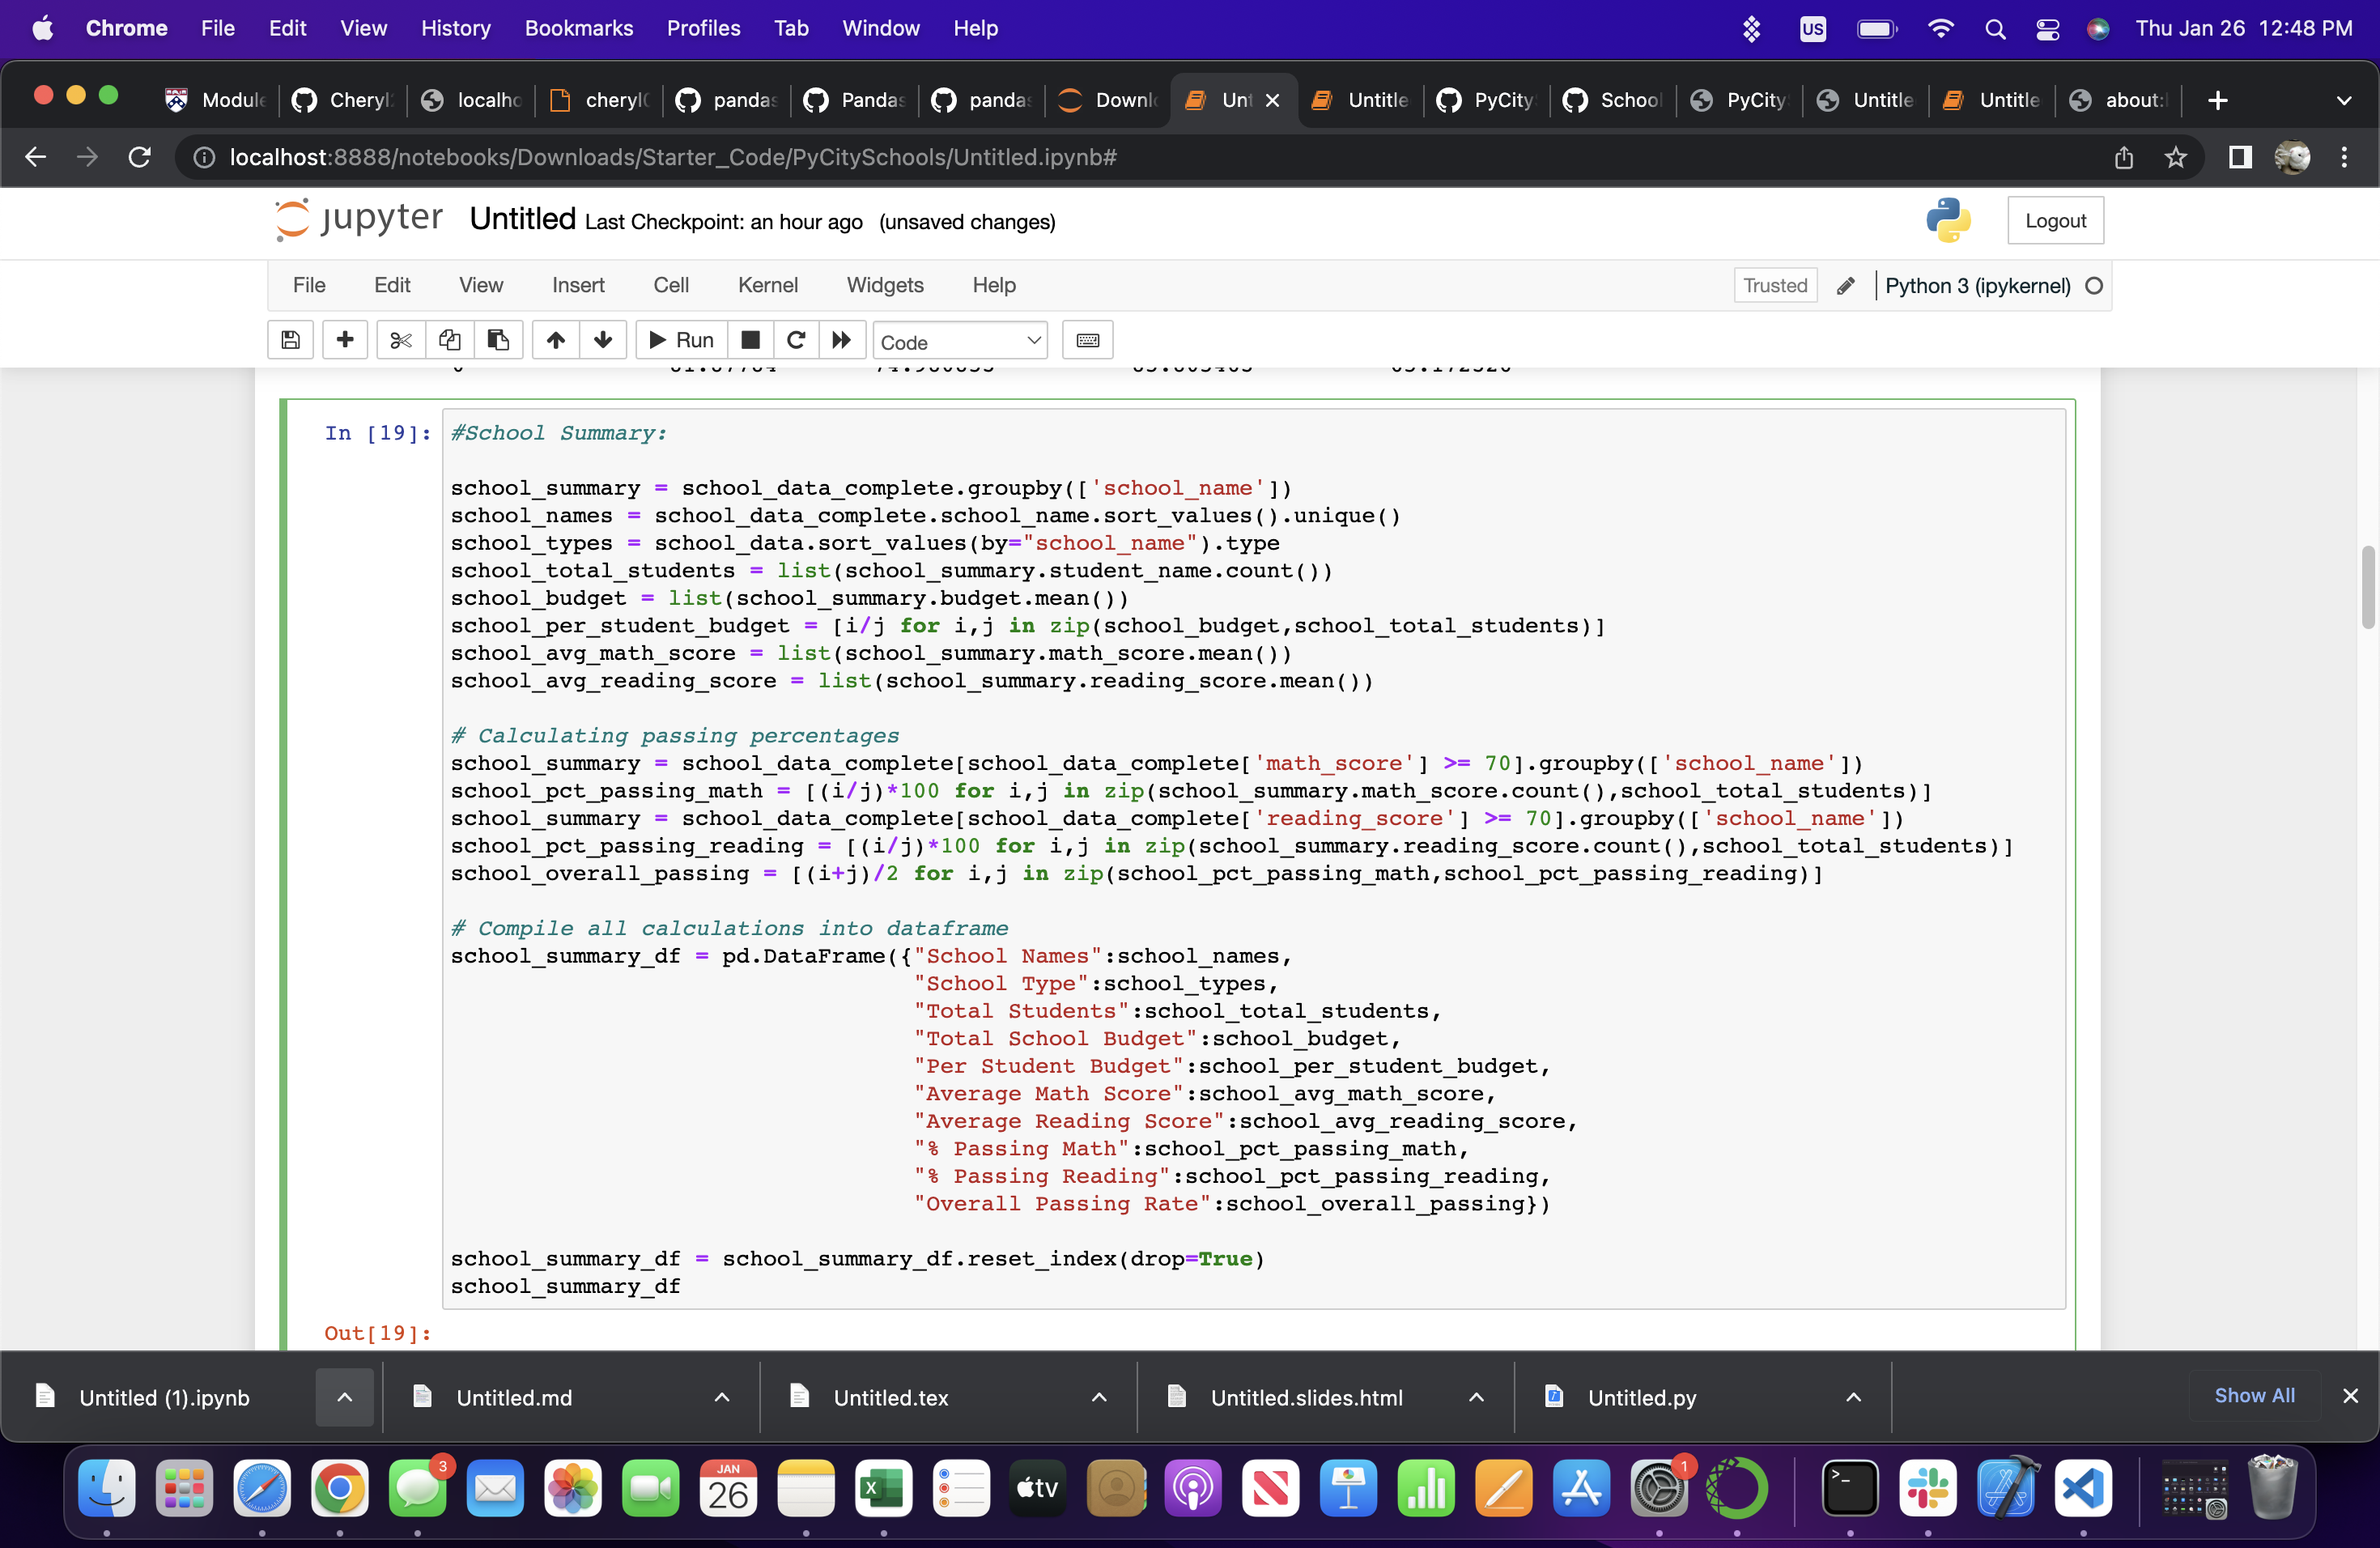 Chrome File Edit View History Bookmarks Profiles Tab Window Help US Thu Jan 26 12:48 PM
Module Cheryl localho cheryl pandas Pandas pandas Downl Unt Untitle PyCity School PyCity Untitle Untitle about:
localhost:8888/notebooks/Downloads/Starter_Code/PyCitySchools/Untitled.ipynb#
jupyter Untitled Last Checkpoint: an hour ago (unsaved changes) Logout
File Edit View Insert Cell Kernel Widgets Help Trusted Python 3 (ipykernel)
Run Code
In [19]: #School Summary:
school_summary = school_data_complete.groupby(['school_name'])
school_names = school_data_complete.school_name.sort_values().unique()
school_types = school_data.sort_values(by="school_name").type
school_total_students = list(school_summary.student_name.count())
school_budget = list(school_summary.budget.mean())
school_per_student_budget = [i/j for i,j in zip(school_budget,school_total_students)]
school_avg_math_score = list(school_summary.math_score.mean())
school_avg_reading_score = list(school_summary.reading_score.mean())
# Calculating passing percentages
school_summary = school_data_complete[school_data_complete['math_score'] >= 70].groupby(['school_name'])
school_pct_passing_math = [(i/j)*100 for i,j in zip(school_summary.math_score.count(),school_total_students)]
school_summary = school_data_complete[school_data_complete['reading_score'] >= 70].groupby(['school_name'])
school_pct_passing_reading = [(i/j)*100 for i,j in zip(school_summary.reading_score.count(),school_total_students)]
school_overall_passing = [(i+j)/2 for i,j in zip(school_pct_passing_math,school_pct_passing_reading)]
# Compile all calculations into dataframe
school_summary_df = pd.DataFrame({"School Names":school_names,
"School Type":school_types,
"Total Students":school_total_students,
"Total School Budget":school_budget,
"Per Student Budget":school_per_student_budget,
"Average Math Score":school_avg_math_score,
"Average Reading Score":school_avg_reading_score,
"% Passing Math":school_pct_passing_math,
"% Passing Reading":school_pct_passing_reading,
"Overall Passing Rate":school_overall_passing})
school_summary_df = school_summary_df.reset_index(drop=True)
school_summary_df
Out[19]:
Untitled (1).ipynb Untitled.md Untitled.tex Untitled.slides.html Untitled.py Show All
3 JAN 26 tv 1